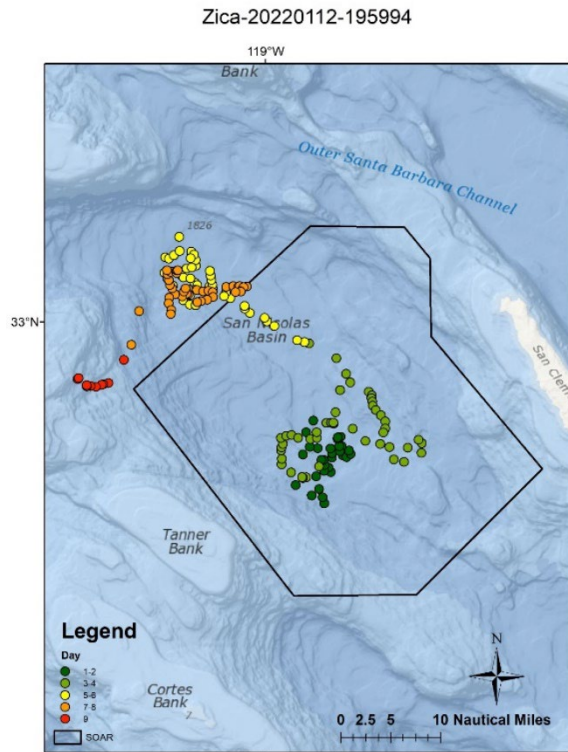 Zica-20220112-195994
119°W
Bank
Outer Santa Barbara Channel
1826
33°N
San Nicolas
Basin
San Clem
Tanner
Bank
Legend
Day
1-2
3-4
5-6
7-8
9
SOAR
Cortes
Bank
7
N
0 2.5 5 10 Nautical Miles